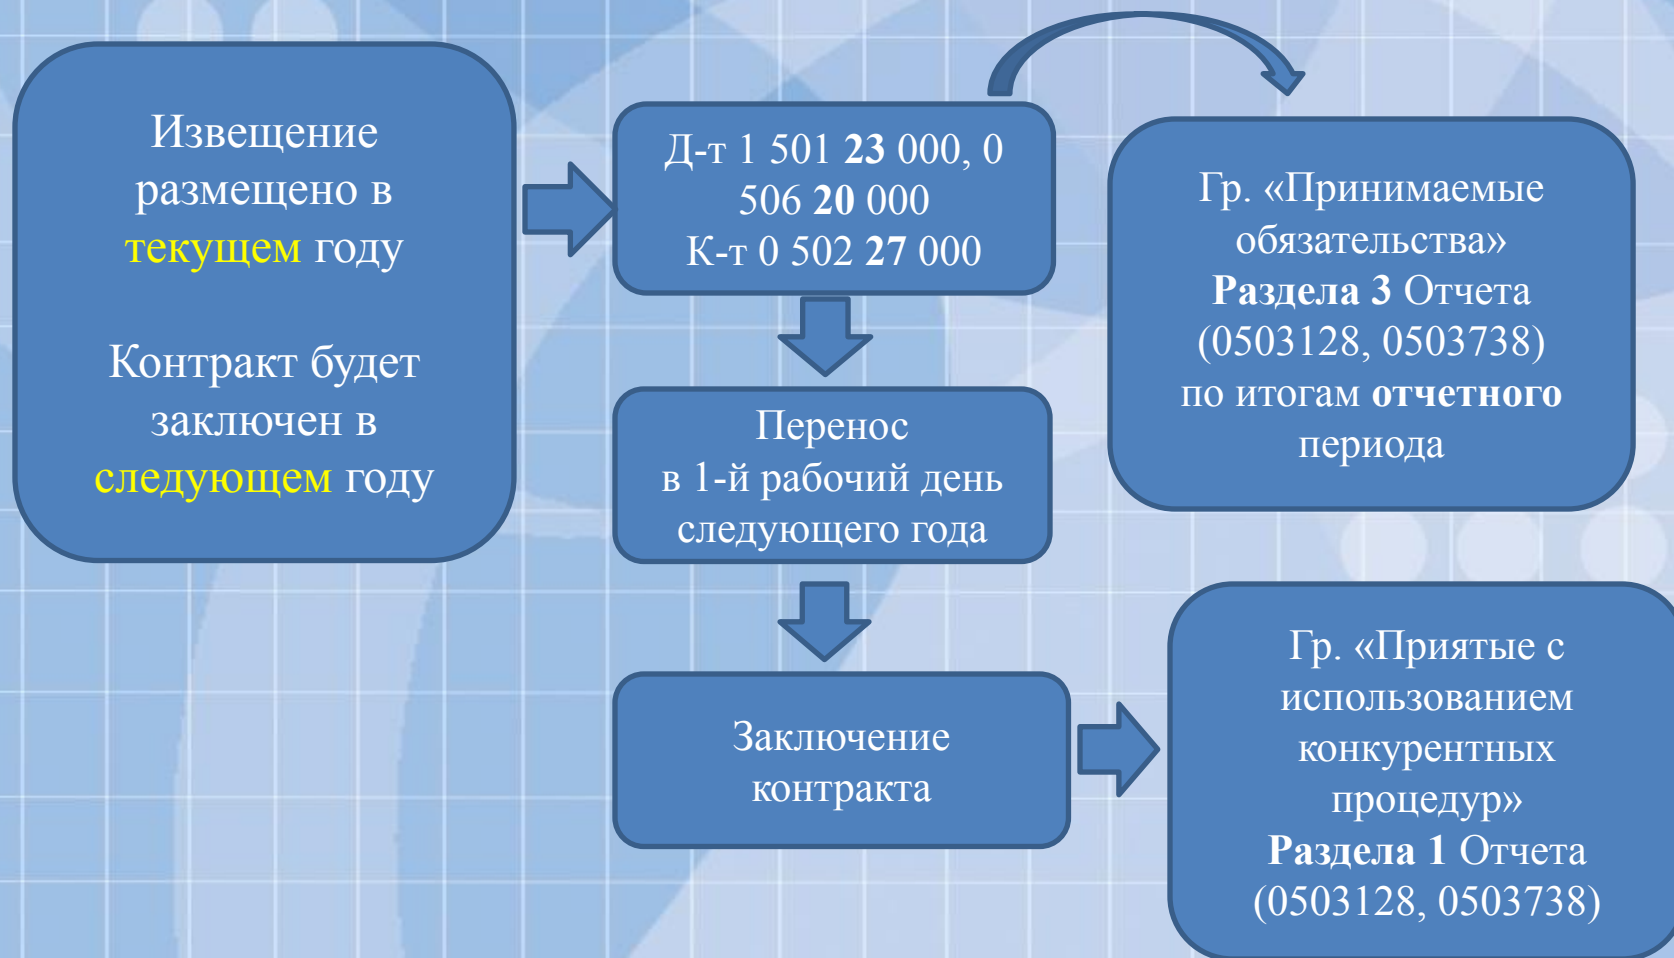 Извещение
размещено в
текущем году
Контракт будет
заключен в
следующем году
Д-т 1 501 23 000, 0
506 20 000
К-т 0 502 27 000
Гр. «Принимаемые
обязательства»
Раздела 3 Отчета
(0503128, 0503738)
по итогам отчетного
периода
Перенос
в 1-й рабочий день
следующего года
Заключение
контракта
Гр. «Приятые с
использованием
конкурентных
процедур»
Раздела 1 Отчета
(0503128, 0503738)